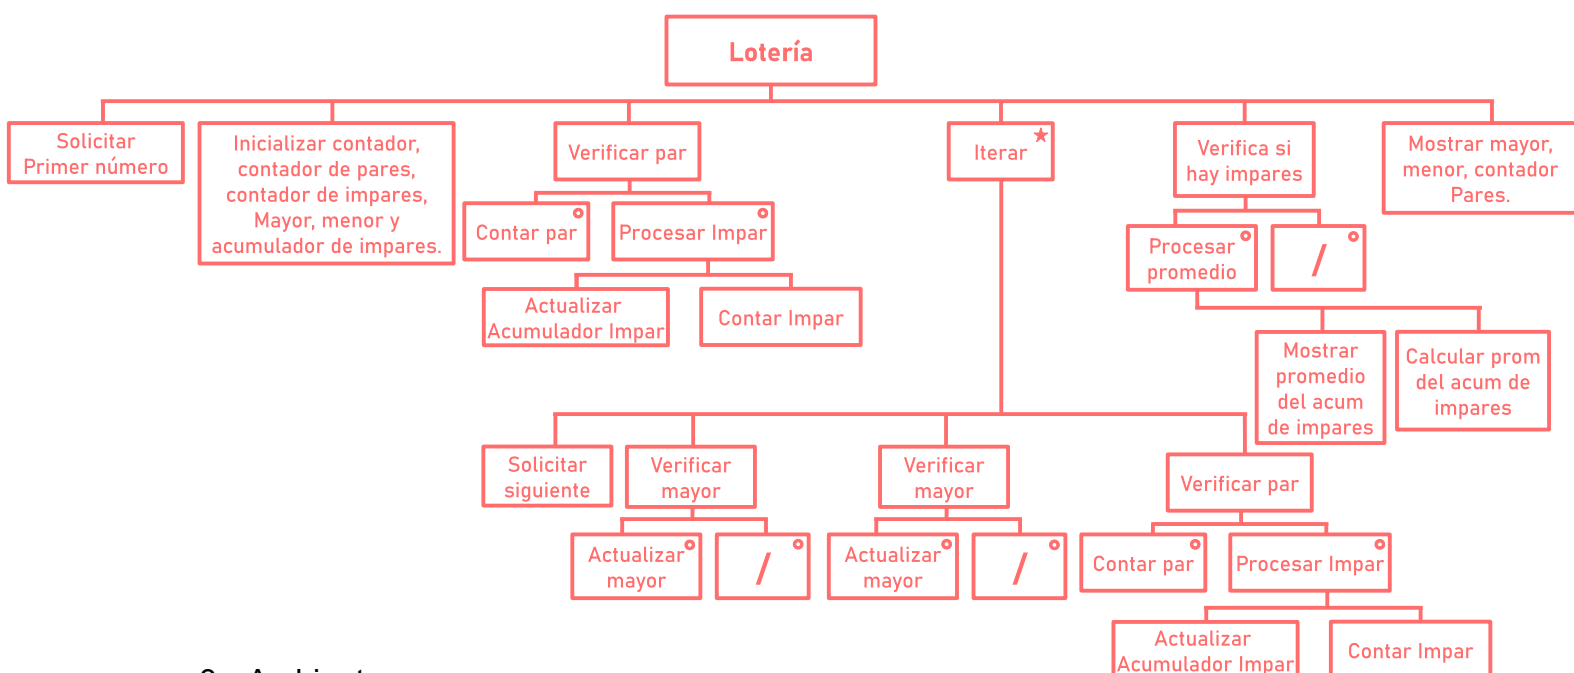 Lotería
Solicitar
Primer número
Inicializar contador,
contador de pares,
contador de impares,
Mayor, menor y
acumulador de impares.
Verificar par
Contar par
Procesar Impar
Actualizar
Acumulador Impar
Contar Impar
Iterar
Verifica si
hay impares
Procesar
promedio
/
Mostrar
promedio
del acum
de impares
Calcular prom
del acum de
impares
Mostrar mayor,
menor, contador
Pares.
Solicitar
siguiente
Verificar
mayor
Actualizar
mayor
/
Verificar
mayor
Actualizar
mayor
/
Verificar par
Contar par
Procesar Impar
Actualizar
Acumulador Impar
Contar Impar